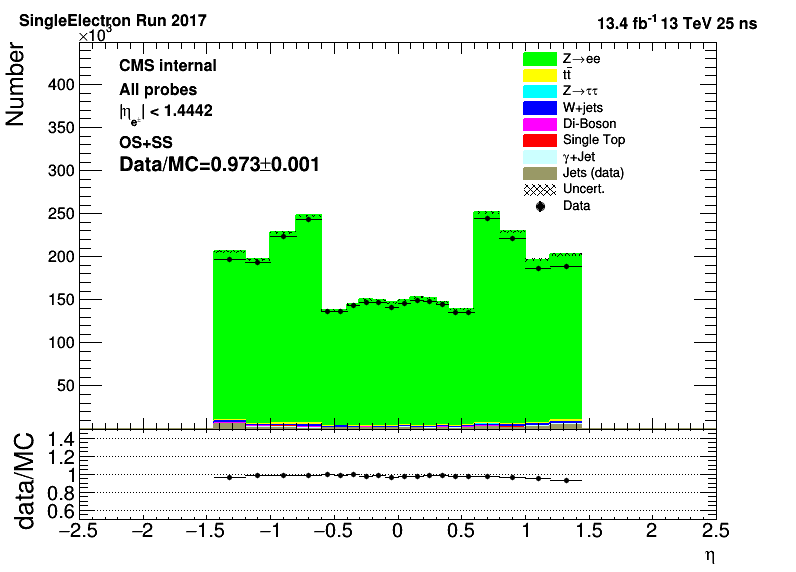 SingleElectron Run 2017
13.4 fb⁻¹ 13 TeV 25 ns
×10³
Number
CMS internal
All probes
|η_e±| < 1.4442
OS+SS
Data/MC=0.973±0.001
Z→ee
tt̄
Z→ττ
W+jets
Di-Boson
Single Top
γ+Jet
Jets (data)
Uncert.
Data
400
350
300
250
200
150
100
50
data/MC
1.4
1.2
1
0.8
0.6
−2.5 −2 −1.5 −1 −0.5 0 0.5 1 1.5 2 2.5
η